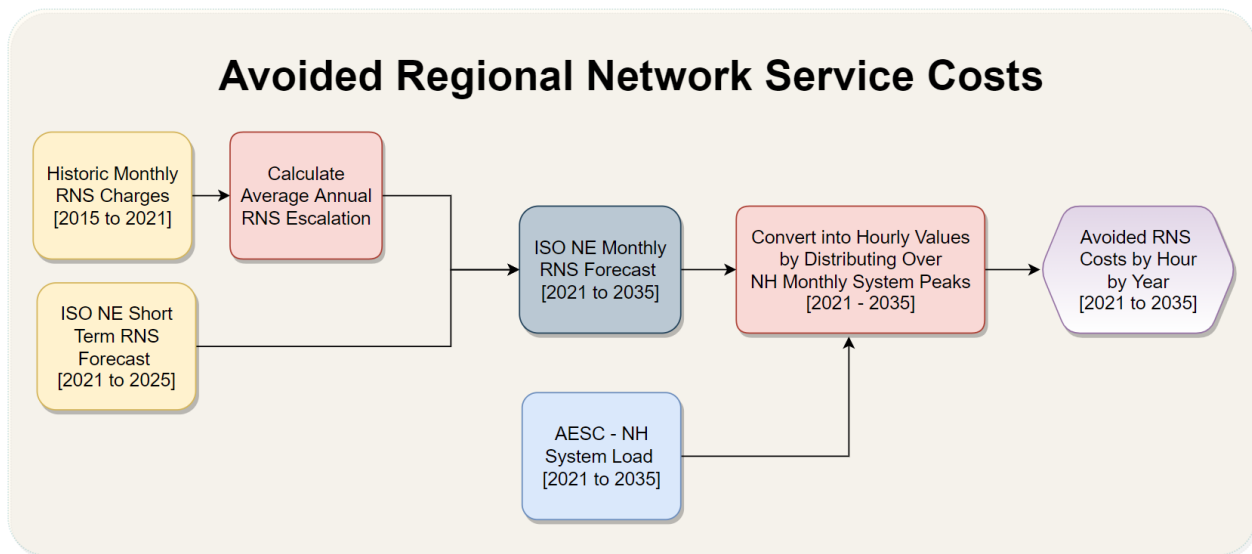 Avoided Regional Network Service Costs
Historic Monthly
RNS Charges
[2015 to 2021]
Calculate
Average Annual
RNS Escalation
ISO NE Short
Term RNS
Forecast
[2021 to 2025]
ISO NE Monthly
RNS Forecast
[2021 to 2035]
Convert into Hourly Values
by Distributing Over
NH Monthly System Peaks
[2021 - 2035]
Avoided RNS
Costs by Hour
by Year
[2021 to 2035]
AESC - NH
System Load
[2021 to 2035]